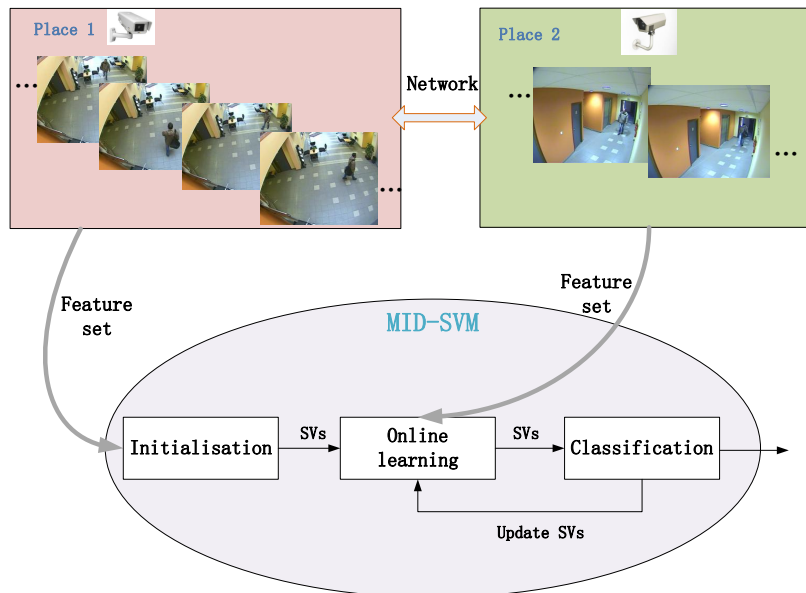 Place 1
Place 2
...
...
Network
...
...
Feature
set
Feature
set
MID-SVM
Initialisation
SVs
Online
learning
SVs
Classification
Update SVs